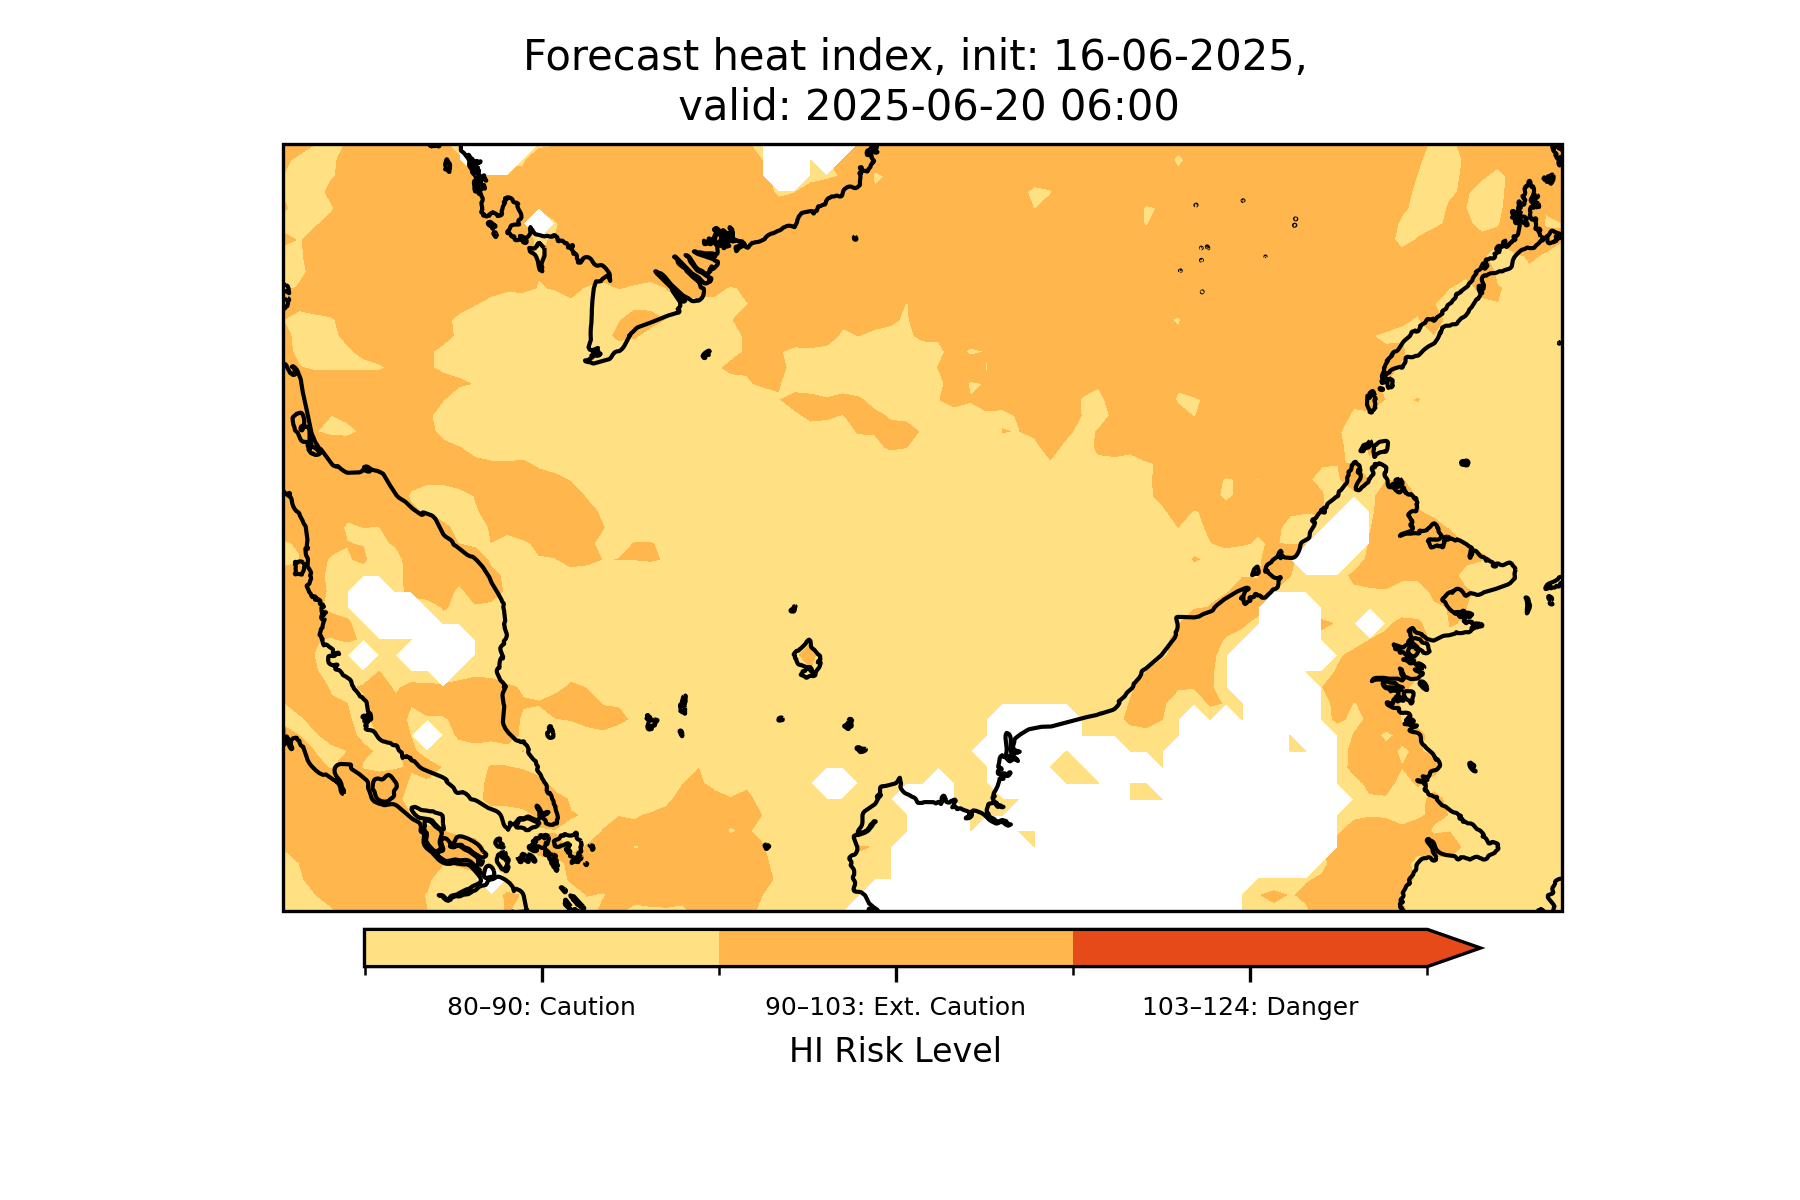 Forecast heat index, init: 16-06-2025,
valid: 2025-06-20 06:00
80–90: Caution
90–103: Ext. Caution
103–124: Danger
HI Risk Level